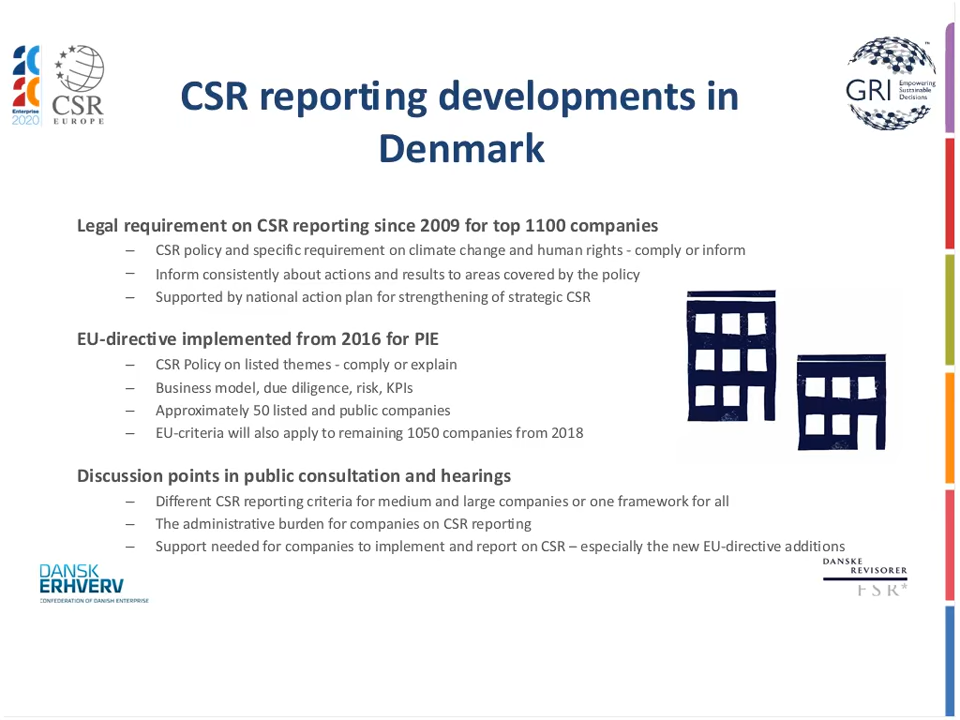 20
20
Enterprise
2020
CSR
EUROPE
CSR reporting developments in
Denmark
GRI
Empowering
Sustainable
Decisions
™
Legal requirement on CSR reporting since 2009 for top 1100 companies
– CSR policy and specific requirement on climate change and human rights - comply or inform
– Inform consistently about actions and results to areas covered by the policy
– Supported by national action plan for strengthening of strategic CSR
EU-directive implemented from 2016 for PIE
– CSR Policy on listed themes - comply or explain
– Business model, due diligence, risk, KPIs
– Approximately 50 listed and public companies
– EU-criteria will also apply to remaining 1050 companies from 2018
Discussion points in public consultation and hearings
– Different CSR reporting criteria for medium and large companies or one framework for all
– The administrative burden for companies on CSR reporting
– Support needed for companies to implement and report on CSR – especially the new EU-directive additions
DANSK
ERHVERV
CONFEDERATION OF DANISH ENTERPRISE
DANSKE
REVISORER
FSR*